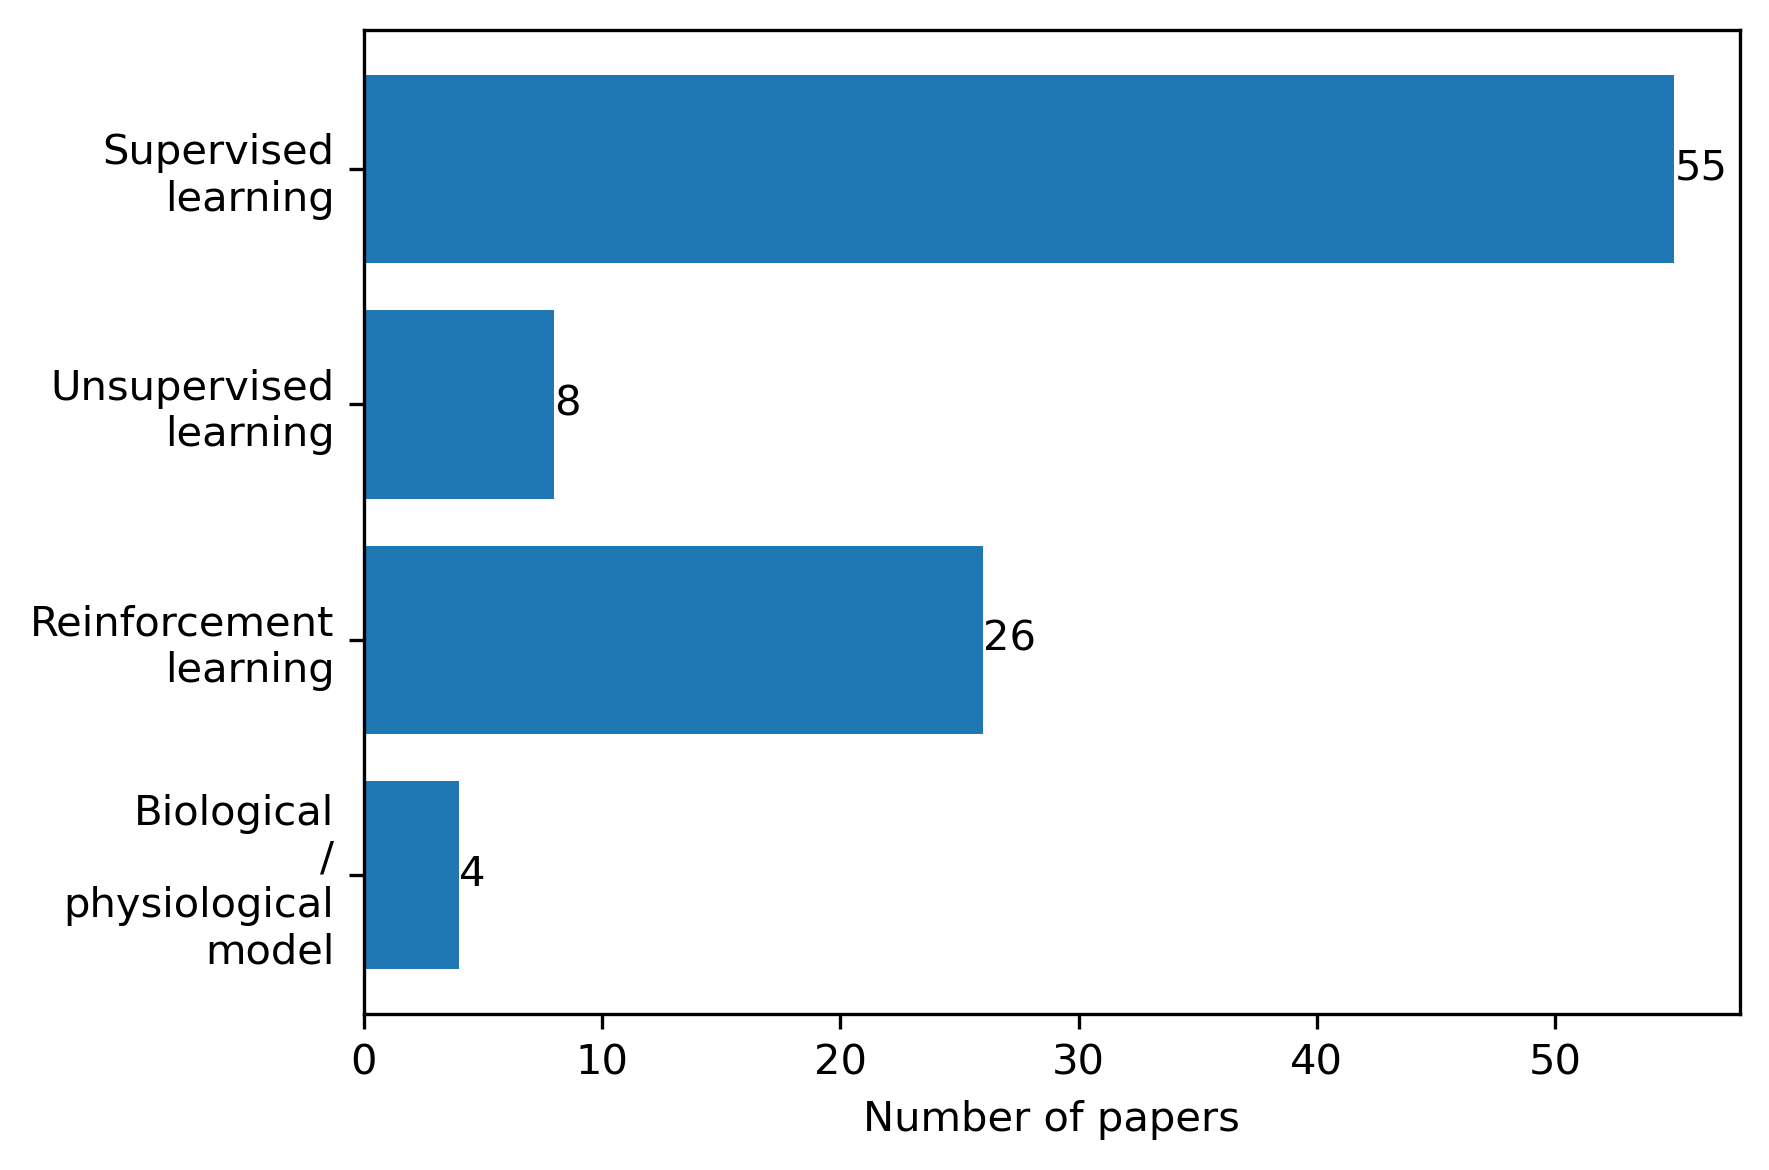 Supervised
learning
55
Unsupervised
learning
8
Reinforcement
learning
26
Biological
/
physiological
model
4
0 10 20 30 40 50
Number of papers